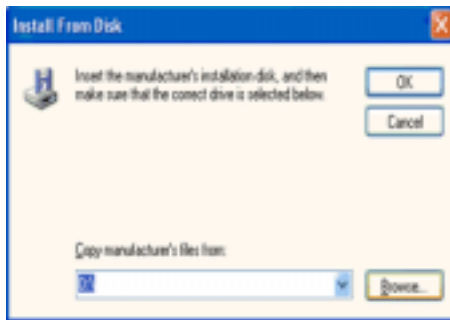 Install From Disk
Insert the manufacturer's installation disk, and then
make sure that the correct drive is selected below.
OK
Cancel
Copy manufacturer's files from:
D:\
Browse...